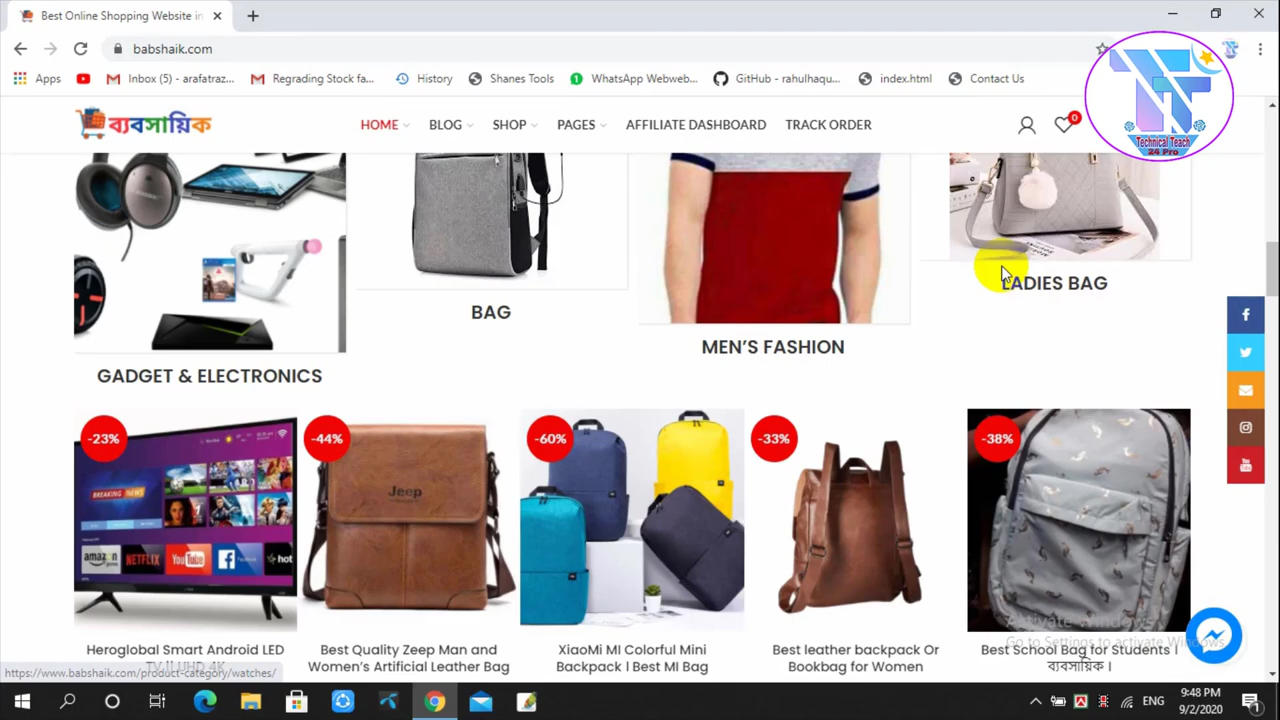 Best Online Shopping Website in
babshaik.com
Apps
Inbox (5) - arafatraz...
Regrading Stock fa...
History
Shanes Tools
WhatsApp Webweb...
GitHub - rahulhaqu...
index.html
Contact Us
Technical Teach
24 Pro
ব্যবসায়িক
HOME
BLOG
SHOP
PAGES
AFFILIATE DASHBOARD
TRACK ORDER
0
LADIES BAG
BAG
MEN'S FASHION
GADGET & ELECTRONICS
-23%
-44%
-60%
-33%
-38%
BREAKING NEWS
Jeep
amazon
NETFLIX
YouTube
Facebook
hot
Activate Windows
Go to Settings to activate Windows.
Heroglobal Smart Android LED
TV || UHD 4K
Best Quality Zeep Man and
Women's Artificial Leather Bag
XiaoMi MI Colorful Mini
Backpack l Best MI Bag
Best leather backpack Or
Bookbag for Women
Best School Bag for Students l
ব্যবসায়িক l
https://www.babshaik.com/product-category/watches/
ENG
9:48 PM
9/2/2020
1